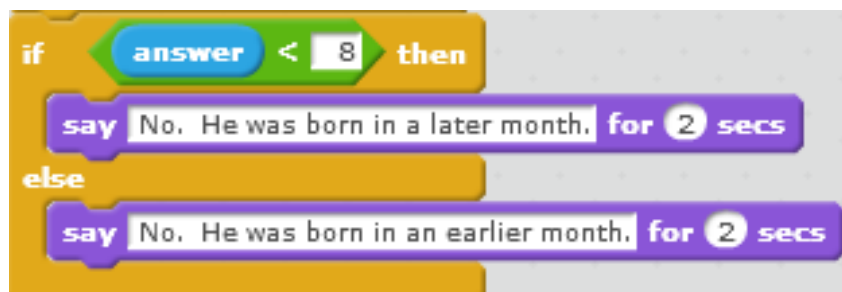 if answer < 8 then
say No.  He was born in a later month. for 2 secs
else
say No.  He was born in an earlier month. for 2 secs